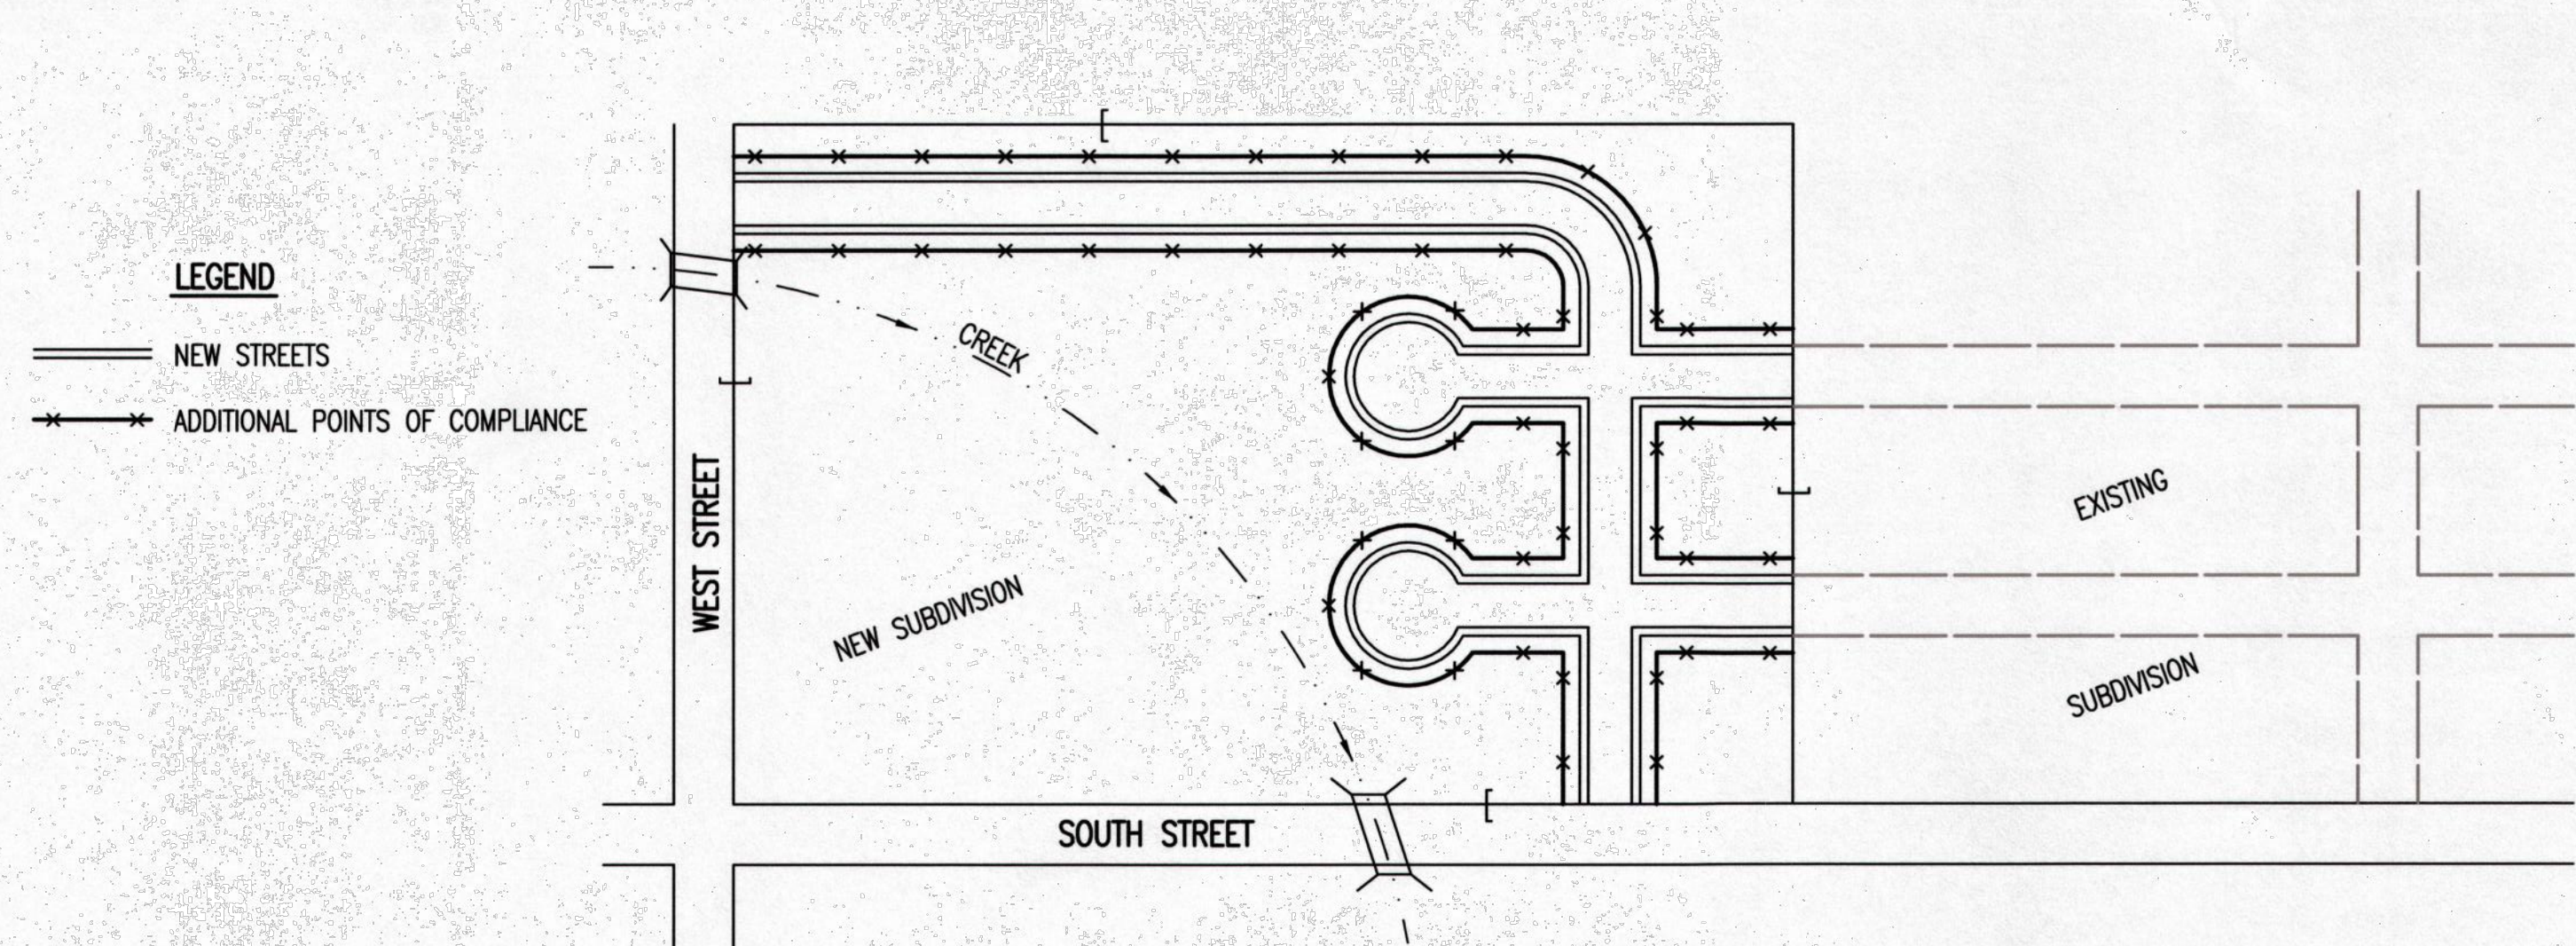 LEGEND
NEW STREETS
ADDITIONAL POINTS OF COMPLIANCE
CREEK
WEST STREET
NEW SUBDIVISION
SOUTH STREET
EXISTING
SUBDIVISION